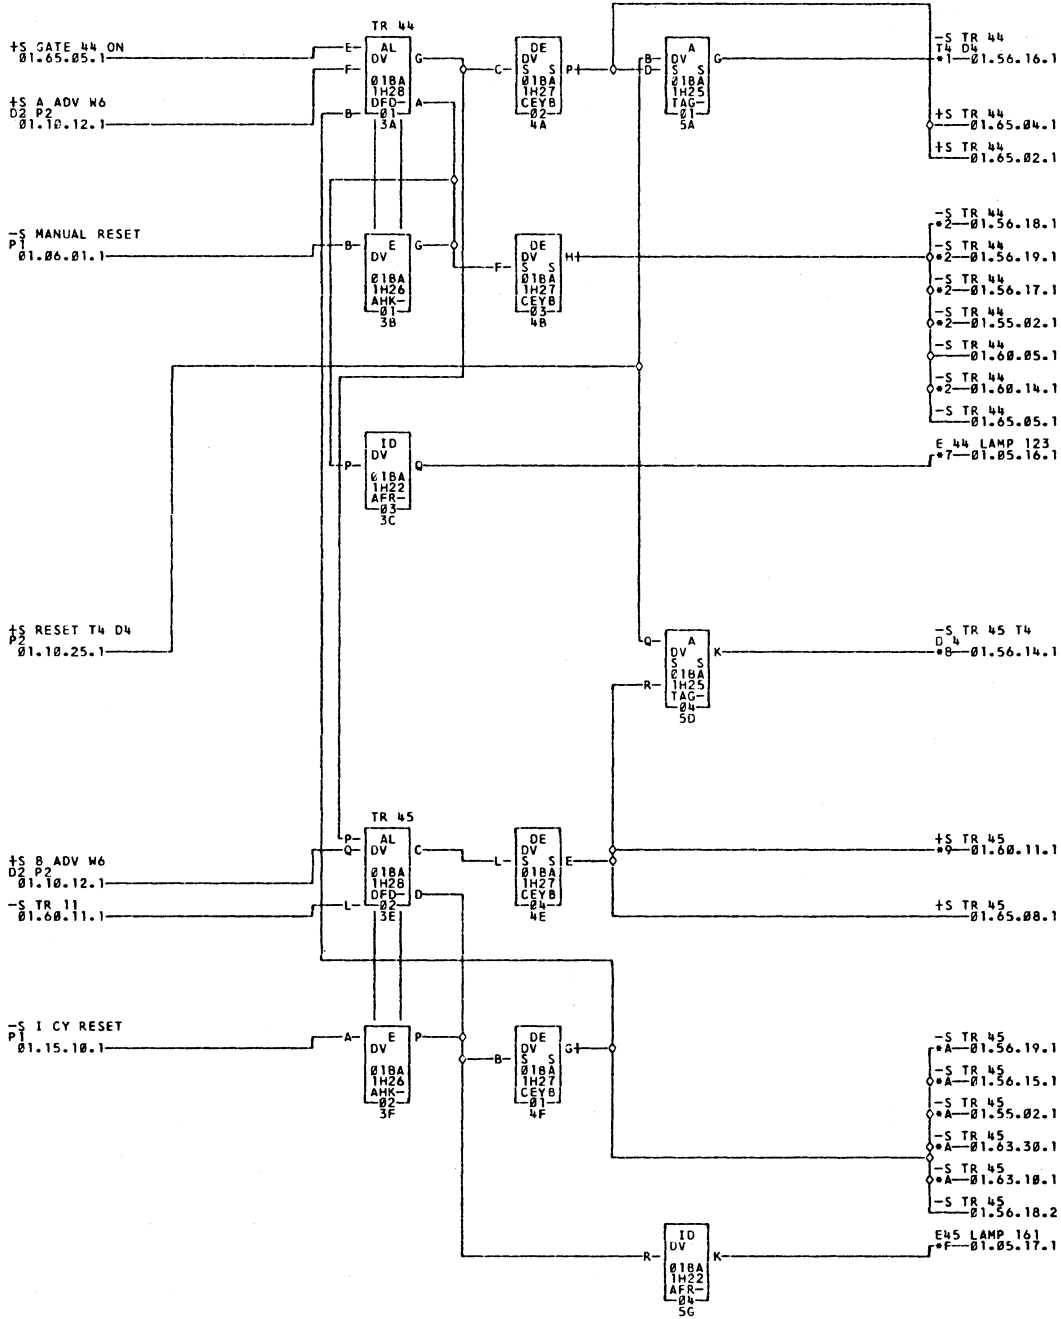 TR 44
+S GATE 44 ON
01.65.05.1
E
F
B
AL
DV
01BA
1H28
DFD-
01
3A
G
A
C
DE
DV
S S
01BA
1H27
CEYB
02
4A
P
B
D
A
DV
S S
01BA
1H25
TAG-
01
5A
G
-S TR 44
T4 D4
*1 01.56.16.1
+S A ADV W6
D2 P2
01.10.12.1
+S TR 44
01.65.04.1
+S TR 44
01.65.02.1
-S MANUAL RESET
P1
01.06.01.1
B
E
DV
01BA
1H26
AHK-
01
3B
G
F
DE
DV
S S
01BA
1H27
CEYB
03
4B
H
-S TR 44
*2 01.56.18.1
-S TR 44
*2 01.56.19.1
-S TR 44
*2 01.56.17.1
-S TR 44
*2 01.55.02.1
-S TR 44
01.60.05.1
-S TR 44
*2 01.60.14.1
-S TR 44
01.65.05.1
P
ID
DV
01BA
1H22
AFR-
03
3C
Q
E 44 LAMP 123
*7 01.05.16.1
+S RESET T4 D4
P2
01.10.25.1
Q
R
A
DV
S S
01BA
1H25
TAG-
04
5D
K
-S TR 45 T4
D 4
*8 01.56.14.1
TR 45
P
Q
L
AL
DV
01BA
1H28
DFD-
02
3E
C
D
L
DE
DV
S S
01BA
1H27
CEYB
04
4E
E
+S TR 45
*9 01.60.11.1
+S B ADV W6
D2 P2
01.10.12.1
-S TR 11
01.60.11.1
+S TR 45
01.65.08.1
-S I CY RESET
P1
01.15.10.1
A
E
DV
01BA
1H26
AHK-
02
3F
P
B
DE
DV
S S
01BA
1H27
CEYB
01
4F
G
-S TR 45
*A 01.56.19.1
-S TR 45
*A 01.56.15.1
-S TR 45
*A 01.55.02.1
-S TR 45
*A 01.63.30.1
-S TR 45
*A 01.63.10.1
-S TR 45
01.56.18.2
R
ID
DV
01BA
1H22
AFR-
04
5G
K
E45 LAMP 161
*F 01.05.17.1